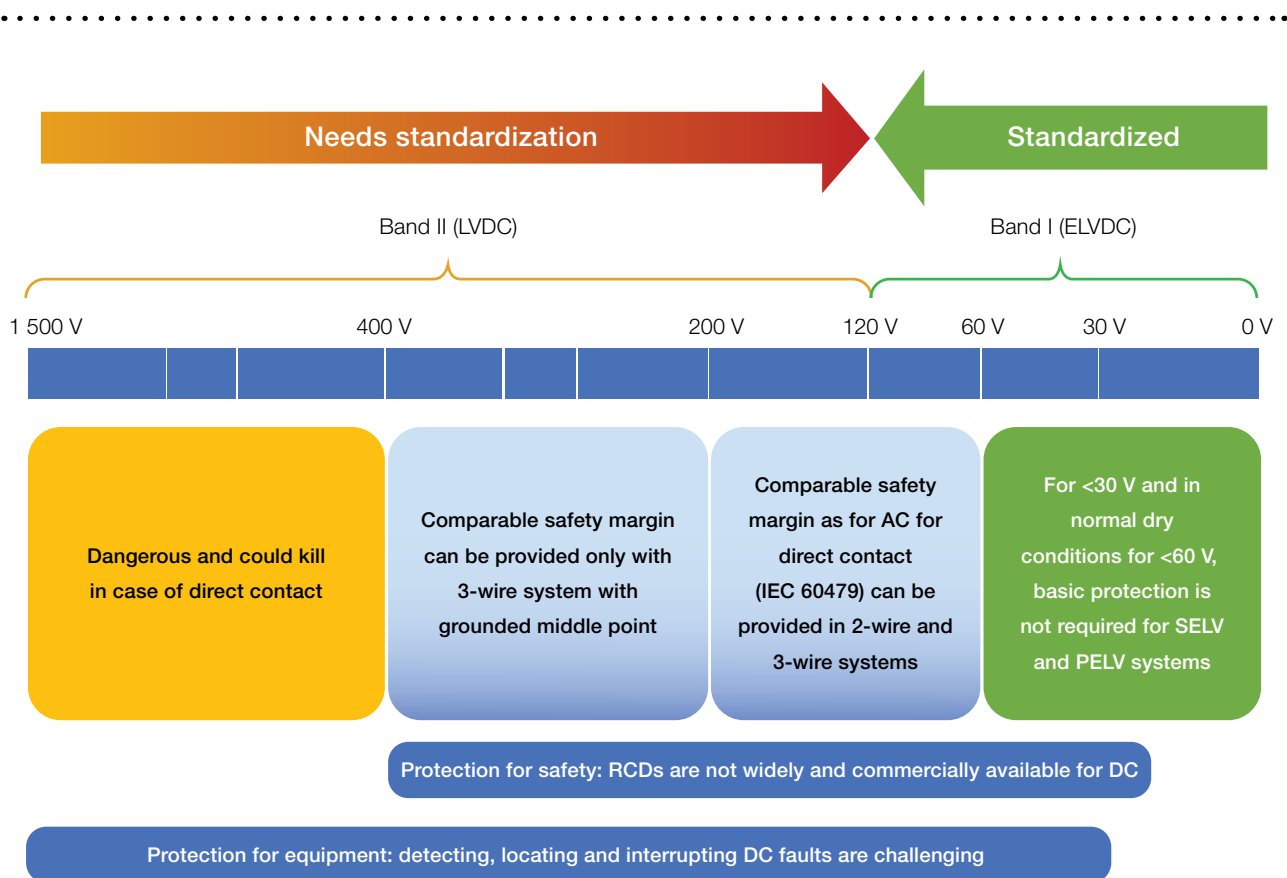 Needs standardization
Standardized
Band II (LVDC)
Band I (ELVDC)
1 500 V
400 V
200 V
120 V
60 V
30 V
0 V
Dangerous and could kill
in case of direct contact
Comparable safety margin
can be provided only with
3-wire system with
grounded middle point
Comparable safety
margin as for AC for
direct contact
(IEC 60479) can be
provided in 2-wire and
3-wire systems
For <30 V and in
normal dry
conditions for <60 V,
basic protection is
not required for SELV
and PELV systems
Protection for safety: RCDs are not widely and commercially available for DC
Protection for equipment: detecting, locating and interrupting DC faults are challenging